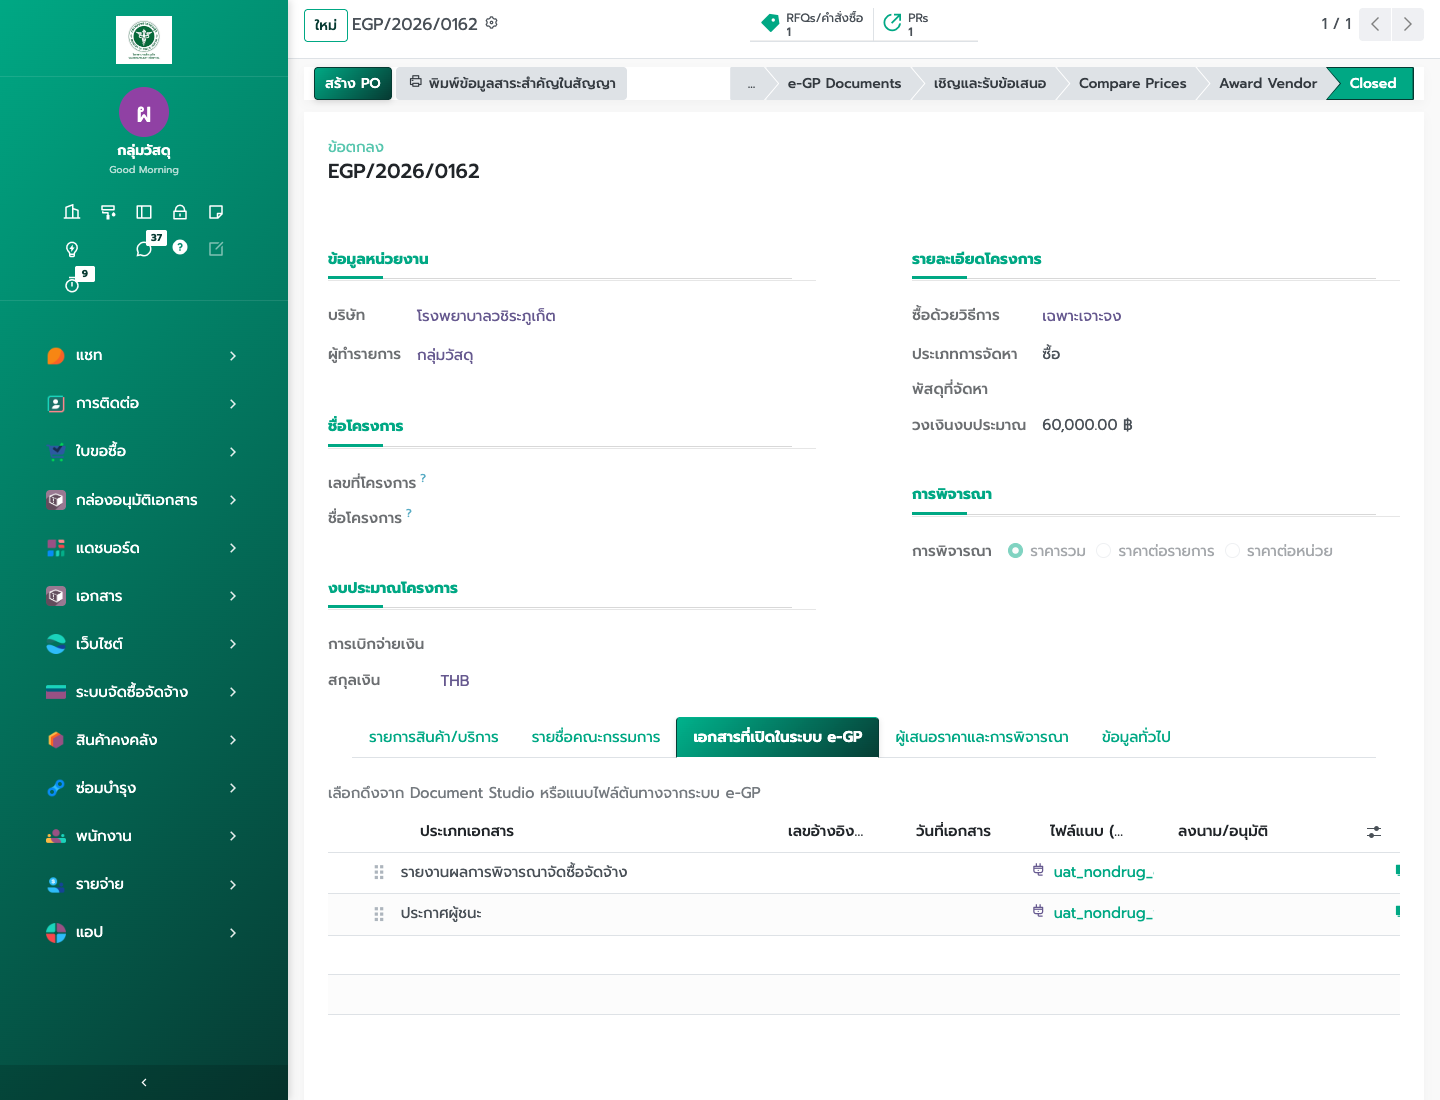 ใหม่
EGP/2026/0162
RFQs/คำสั่งซื้อ
1
PRs
1
1 / 1
สร้าง PO
พิมพ์ข้อมูลสาระสำคัญในสัญญา
...
e-GP Documents
เชิญและรับข้อเสนอ
Compare Prices
Award Vendor
Closed
ผ
กลุ่มวัสดุ
Good Morning
37
?
9
แชท
การติดต่อ
ใบขอซื้อ
กล่องอนุมัติเอกสาร
แดชบอร์ด
เอกสาร
เว็บไซต์
ระบบจัดซื้อจัดจ้าง
สินค้าคงคลัง
ซ่อมบำรุง
พนักงาน
รายจ่าย
แอป
ข้อตกลง
EGP/2026/0162
ข้อมูลหน่วยงาน
บริษัท โรงพยาบาลวชิระภูเก็ต
ผู้ทำรายการ กลุ่มวัสดุ
ชื่อโครงการ
เลขที่โครงการ ?
ชื่อโครงการ ?
งบประมาณโครงการ
การเบิกจ่ายเงิน
สกุลเงิน THB
รายละเอียดโครงการ
ซื้อด้วยวิธีการ เฉพาะเจาะจง
ประเภทการจัดหา ซื้อ
พัสดุที่จัดหา
วงเงินงบประมาณ 60,000.00 ฿
การพิจารณา
การพิจารณา ราคารวม ราคาต่อรายการ ราคาต่อหน่วย
รายการสินค้า/บริการ
รายชื่อคณะกรรมการ
เอกสารที่เปิดในระบบ e-GP
ผู้เสนอราคาและการพิจารณา
ข้อมูลทั่วไป
เลือกดึงจาก Document Studio หรือแนบไฟล์ต้นทางจากระบบ e-GP
ประเภทเอกสาร เลขอ้างอิง... วันที่เอกสาร ไฟล์แนบ (... ลงนาม/อนุมัติ
รายงานผลการพิจารณาจัดซื้อจัดจ้าง uat_nondrug_
ประกาศผู้ชนะ uat_nondrug_